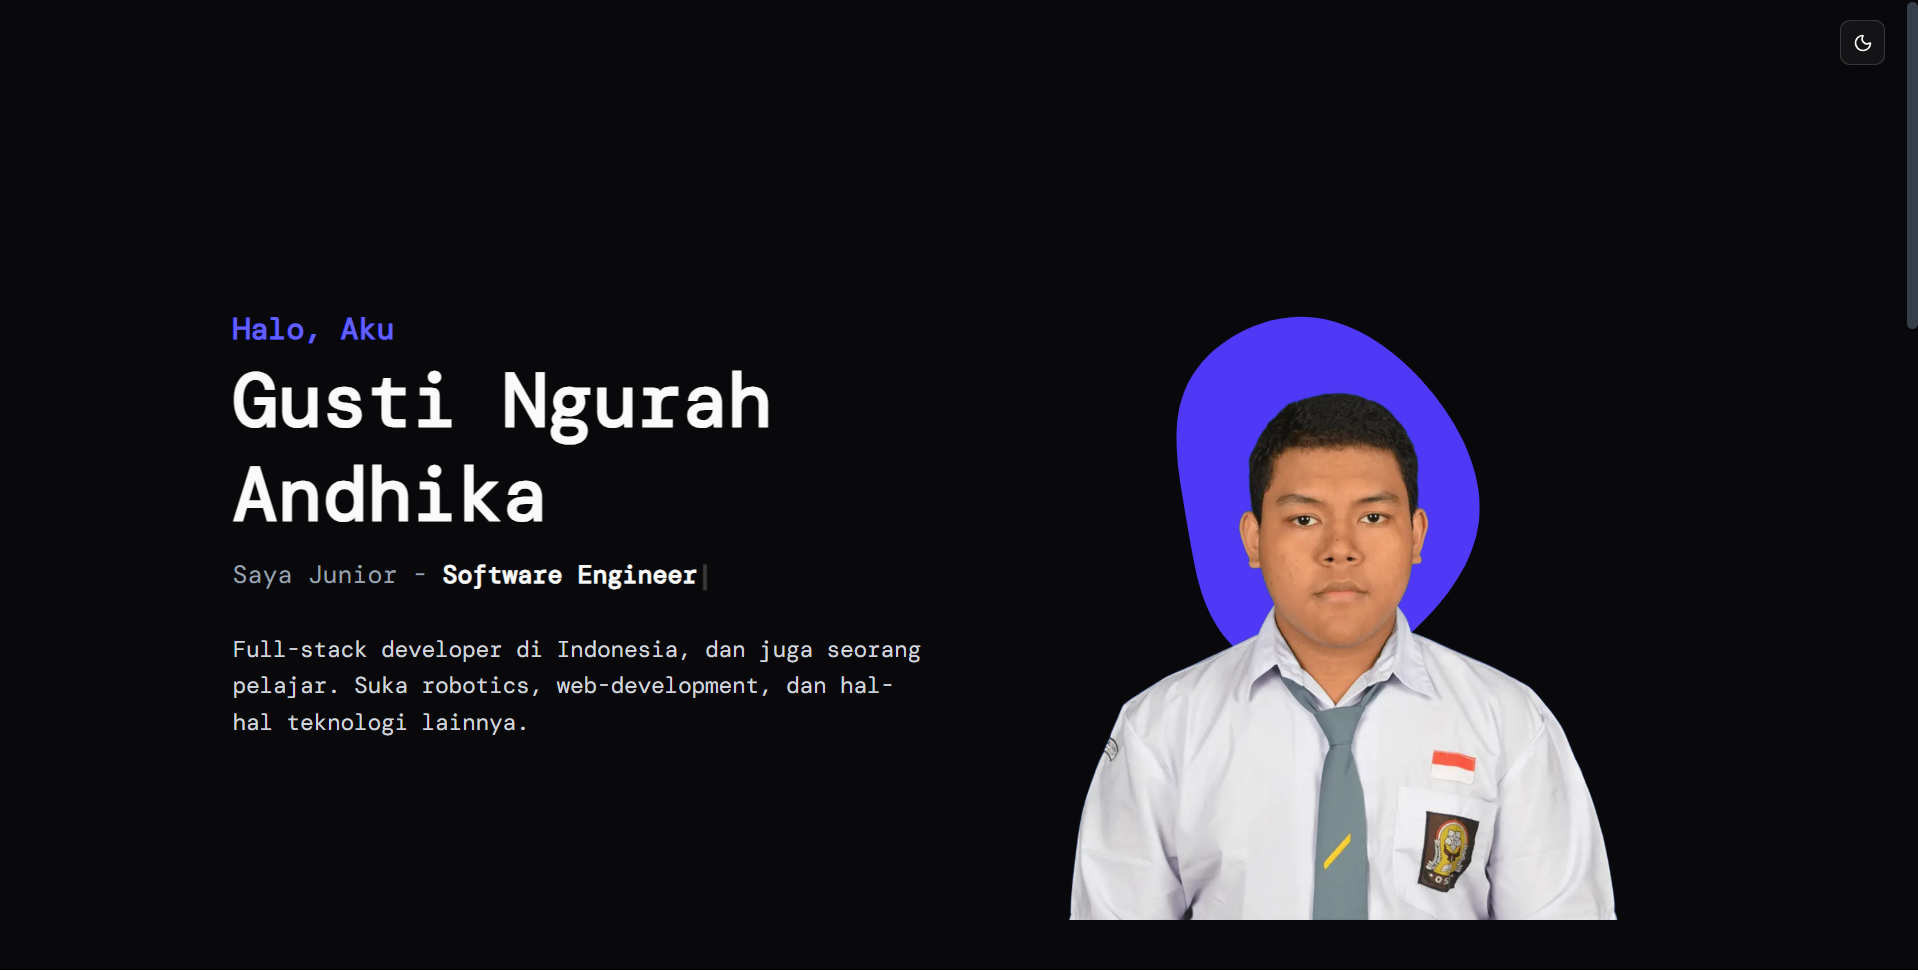 Halo, Aku
Gusti Ngurah
Andhika
Saya Junior - Software Engineer
Full-stack developer di Indonesia, dan juga seorang
pelajar. Suka robotics, web-development, dan hal-
hal teknologi lainnya.